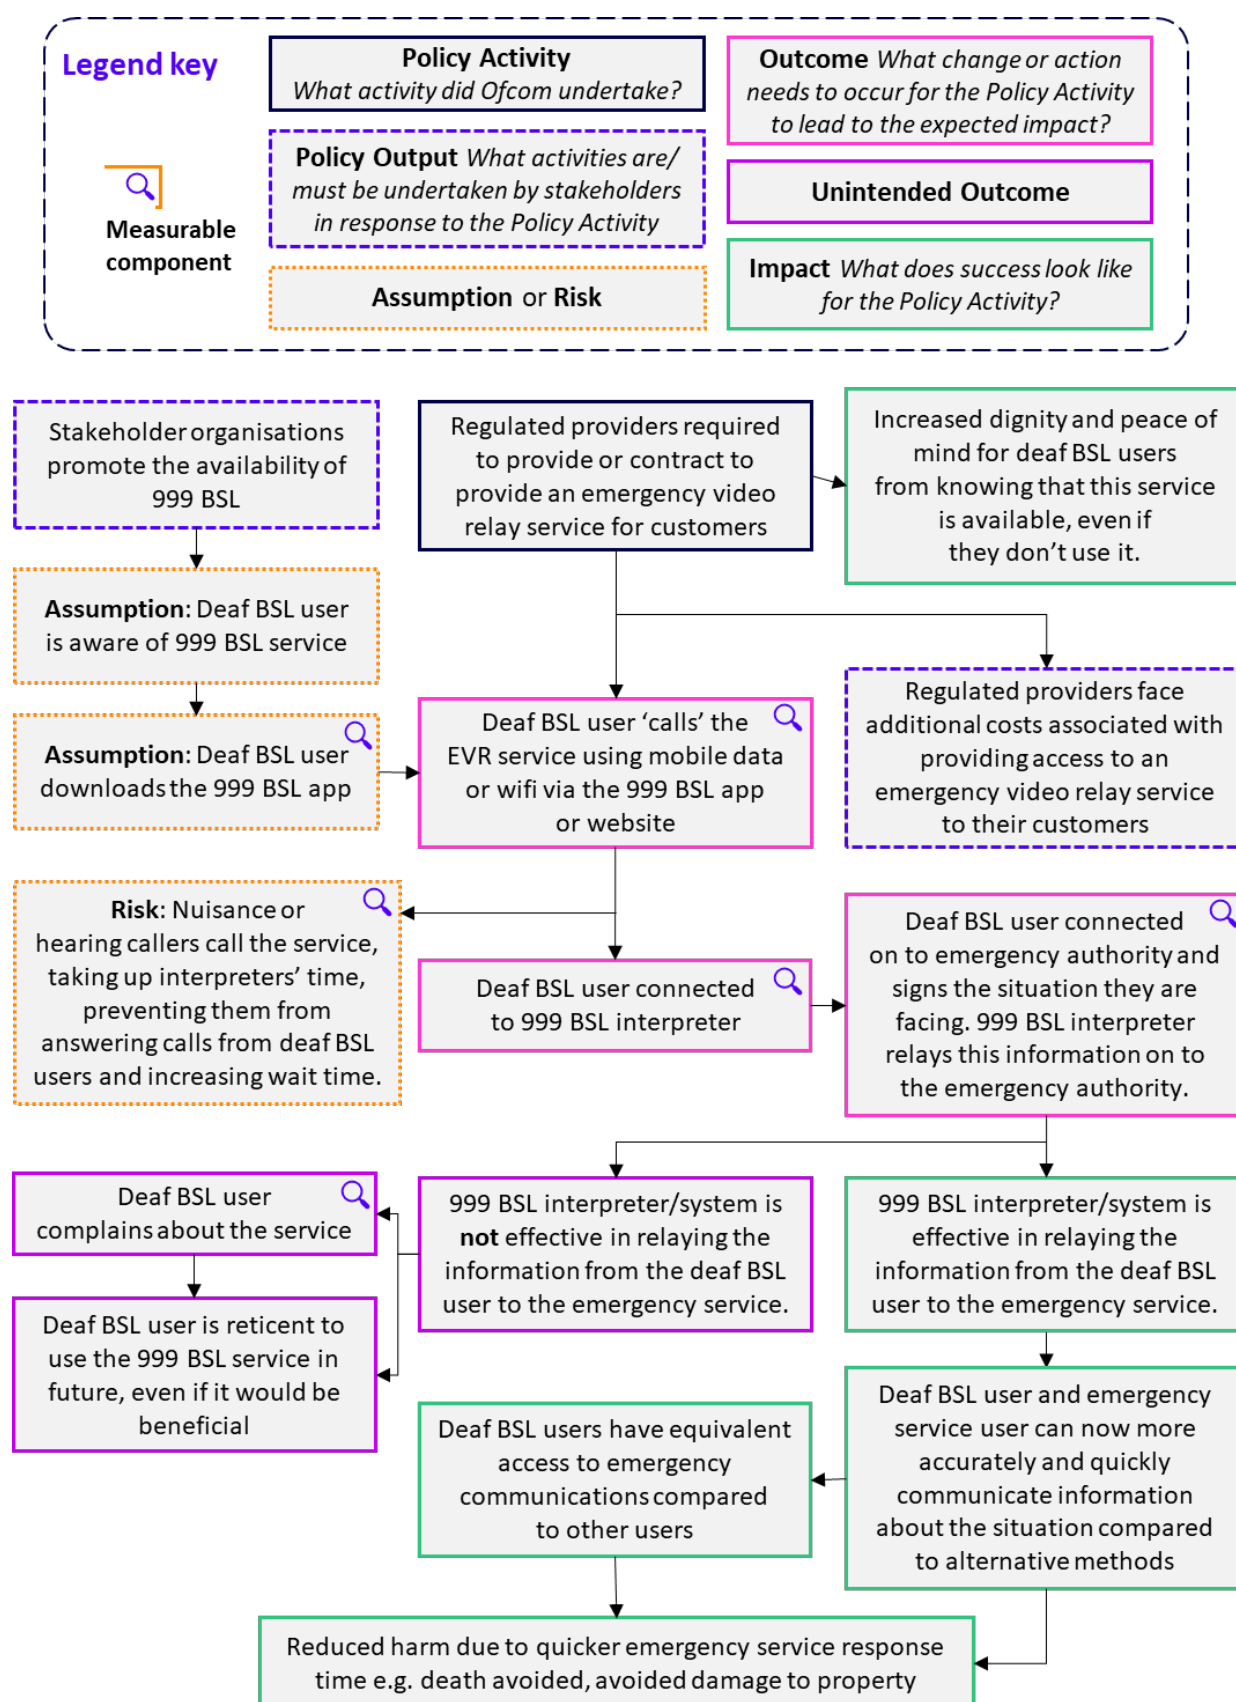 Legend key
Measurable
component
Policy Activity
What activity did Ofcom undertake?
Policy Output What activities are/
must be undertaken by stakeholders
in response to the Policy Activity
Assumption or Risk
Outcome What change or action
needs to occur for the Policy Activity
to lead to the expected impact?
Unintended Outcome
Impact What does success look like
for the Policy Activity?
Stakeholder organisations
promote the availability of
999 BSL
Regulated providers required
to provide or contract to
provide an emergency video
relay service for customers
Increased dignity and peace of
mind for deaf BSL users
from knowing that this service
is available, even if
they don’t use it.
Assumption: Deaf BSL user
is aware of 999 BSL service
Assumption: Deaf BSL user
downloads the 999 BSL app
Deaf BSL user ‘calls’ the
EVR service using mobile data
or wifi via the 999 BSL app
or website
Regulated providers face
additional costs associated with
providing access to an
emergency video relay service
to their customers
Risk: Nuisance or
hearing callers call the service,
taking up interpreters’ time,
preventing them from
answering calls from deaf BSL
users and increasing wait time.
Deaf BSL user connected
to 999 BSL interpreter
Deaf BSL user connected
on to emergency authority and
signs the situation they are
facing. 999 BSL interpreter
relays this information on to
the emergency authority.
Deaf BSL user
complains about the service
999 BSL interpreter/system is
not effective in relaying the
information from the deaf BSL
user to the emergency service.
999 BSL interpreter/system is
effective in relaying the
information from the deaf BSL
user to the emergency service.
Deaf BSL user is reticent to
use the 999 BSL service in
future, even if it would be
beneficial
Deaf BSL users have equivalent
access to emergency
communications compared
to other users
Deaf BSL user and emergency
service user can now more
accurately and quickly
communicate information
about the situation compared
to alternative methods
Reduced harm due to quicker emergency service response
time e.g. death avoided, avoided damage to property